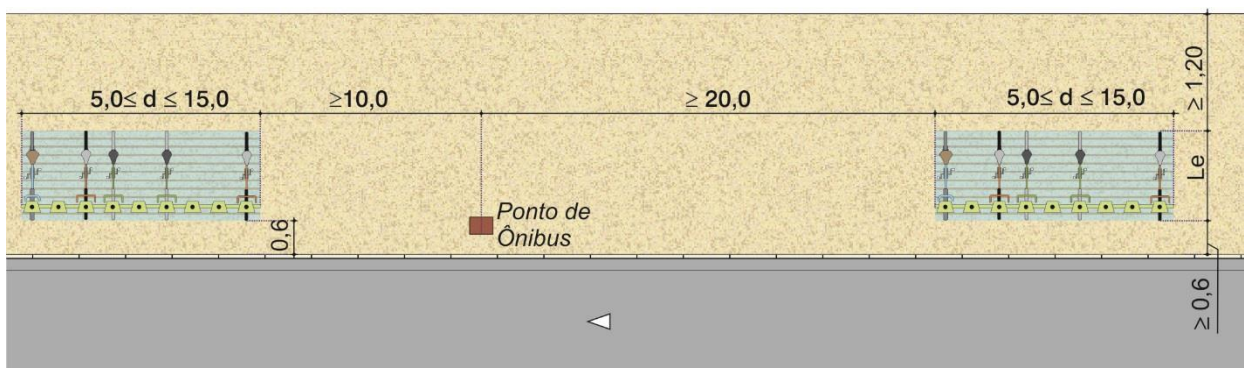 5,0≤ d ≤ 15,0
≥10,0
≥ 20,0
5,0≤ d ≤ 15,0
≥ 1,20
Le
0,6
Ponto de
Ônibus
≥ 0,6